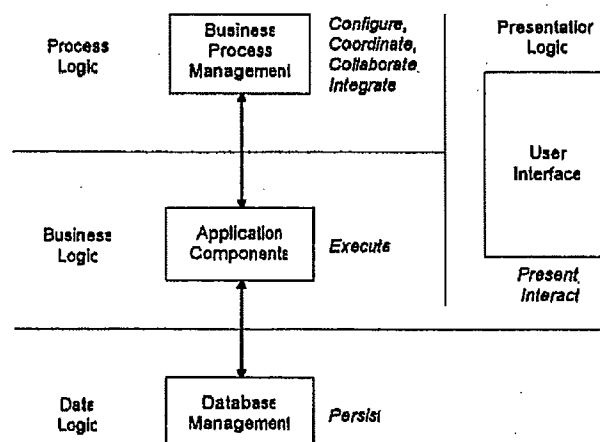 Process
Logic
Business
Process
Management
Configure,
Coordinate,
Collaborate
Integrate
Presentation
Logic
User
Interface
Present
Interact
Business
Logic
Application
Components
Execute
Data
Logic
Database
Management
Persist